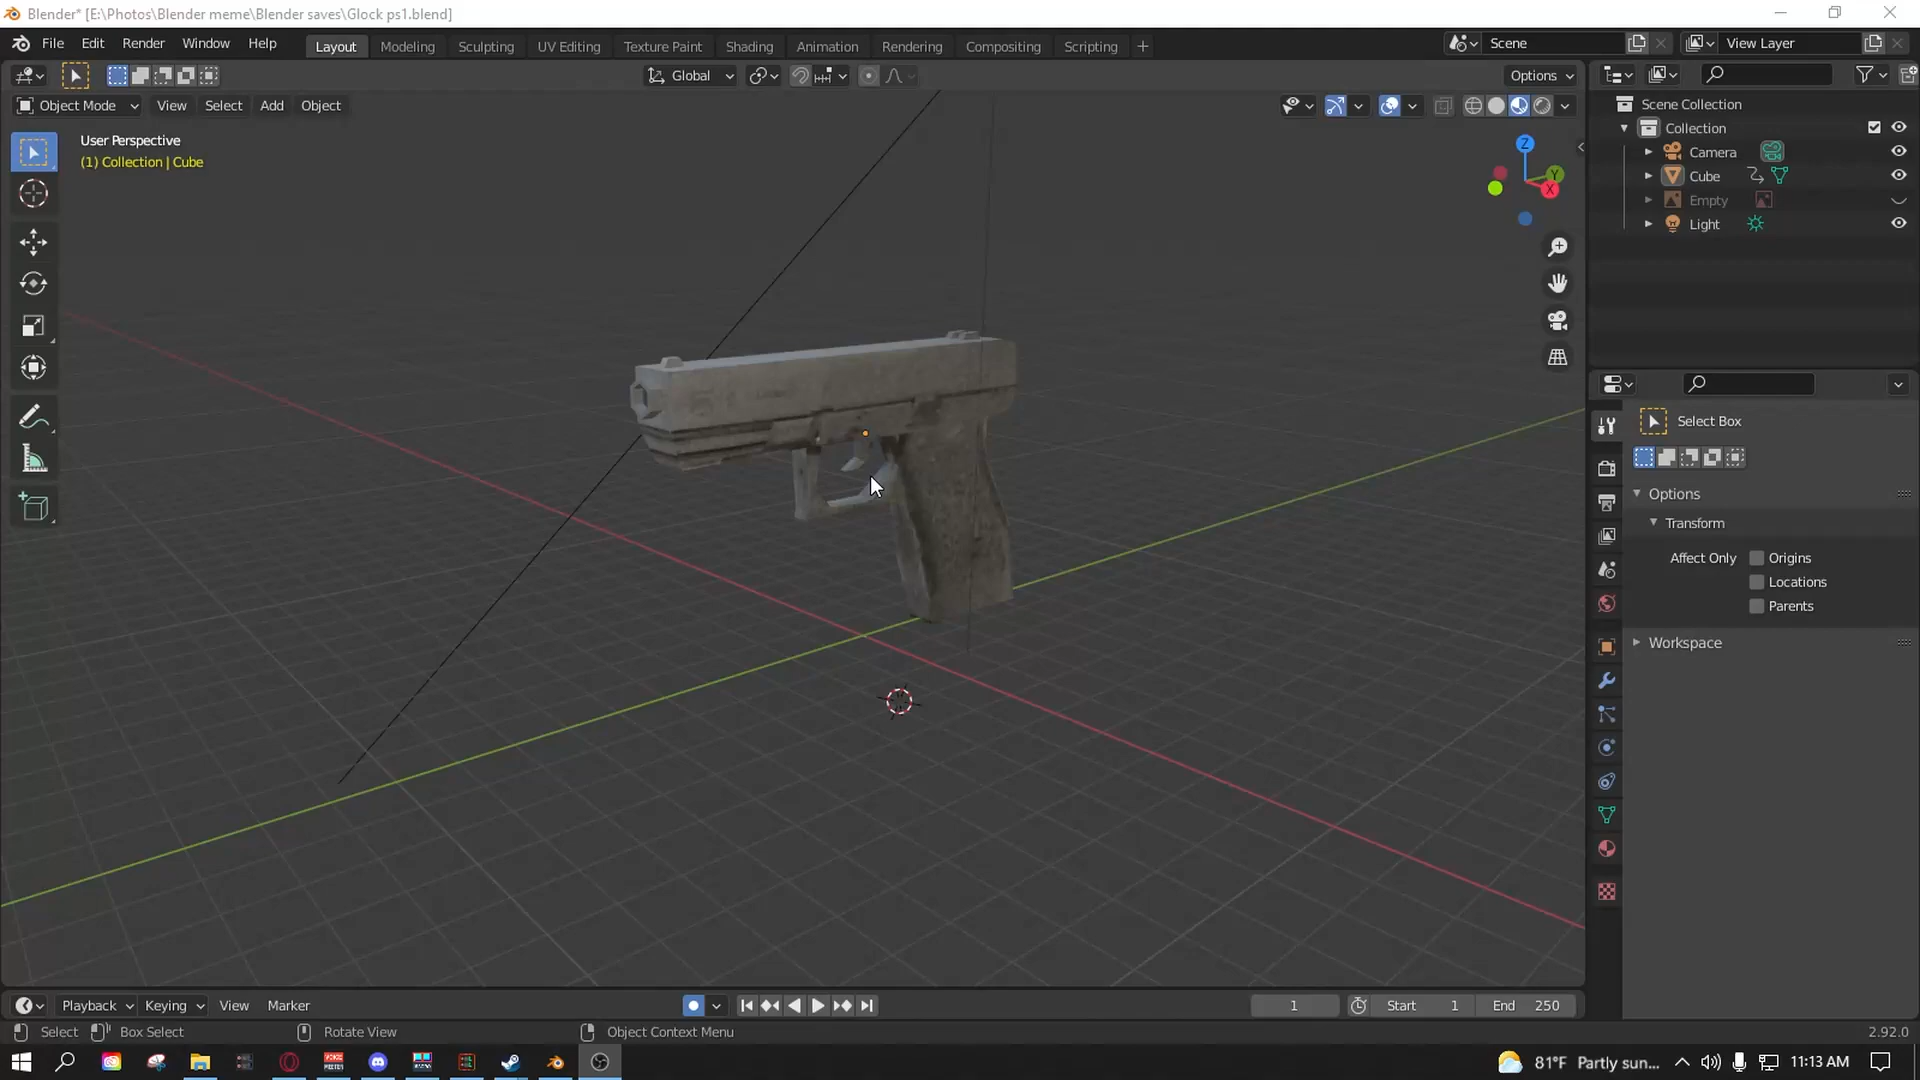 Blender* [E:\Photos\Blender meme\Blender saves\Glock ps1.blend]
File Edit Render Window Help Layout Modeling Sculpting UV Editing Texture Paint Shading Animation Rendering Compositing Scripting + Scene View Layer
Global Options
Object Mode View Select Add Object
User Perspective
(1) Collection | Cube
Z
Y
X
Scene Collection
Collection
Camera
Cube
Empty
Light
Select Box
Options
Transform
Affect Only Origins
Locations
Parents
Workspace
Playback Keying View Marker 1 Start 1 End 250
Select Box Select Rotate View Object Context Menu 2.92.0
81°F Partly sun... 11:13 AM